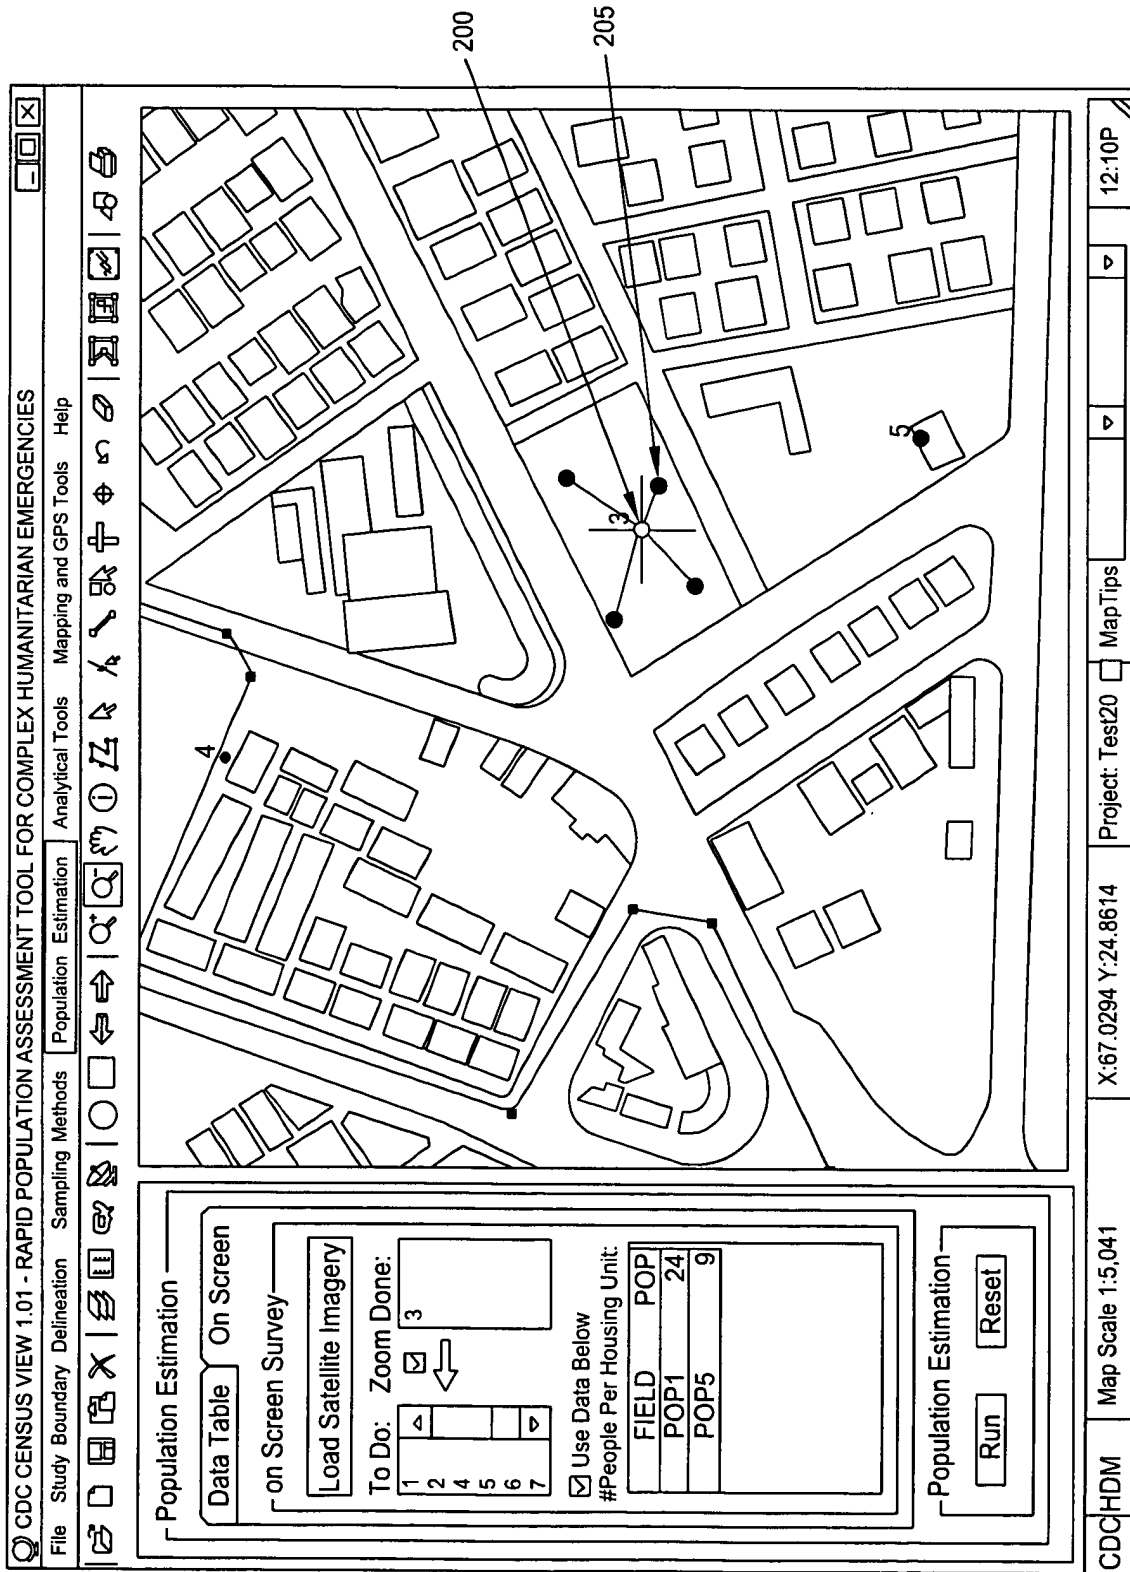 CDC CENSUS VIEW 1.01 - RAPID POPULATION ASSESSMENT TOOL FOR COMPLEX HUMANITARIAN EMERGENCIES
File Study Boundary Delineation Sampling Methods Population Estimation Analytical Tools Mapping and GPS Tools Help
Population Estimation
Data Table On Screen
on Screen Survey
Load Satellite Imagery
To Do: Zoom Done:
1
2
4
5
6
7
3
Use Data Below
#People Per Housing Unit:
FIELD POP
POP1 24
POP5 9
Population Estimation
Run Reset
4
3
5
200
205
CDC HDM Map Scale 1:5,041 X:67.0294 Y:24.8614 Project: Test20 MapTips 12:10P